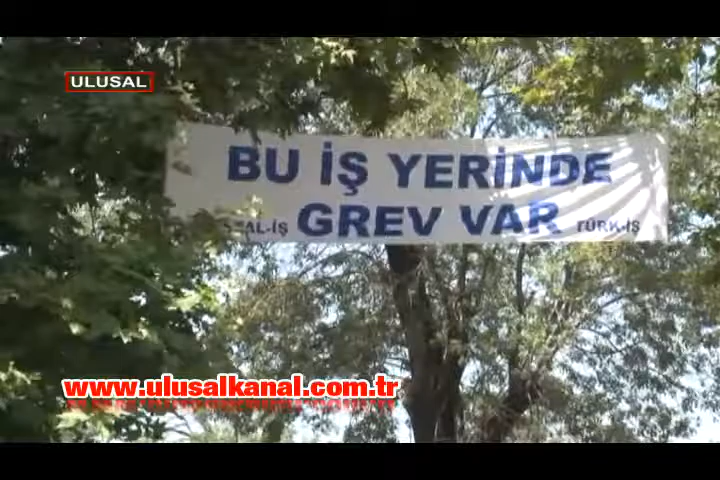 ULUSAL
BU İŞ YERİNDE
GREV VAR
TÜRK-İŞ
www.ulusalkanal.com.tr